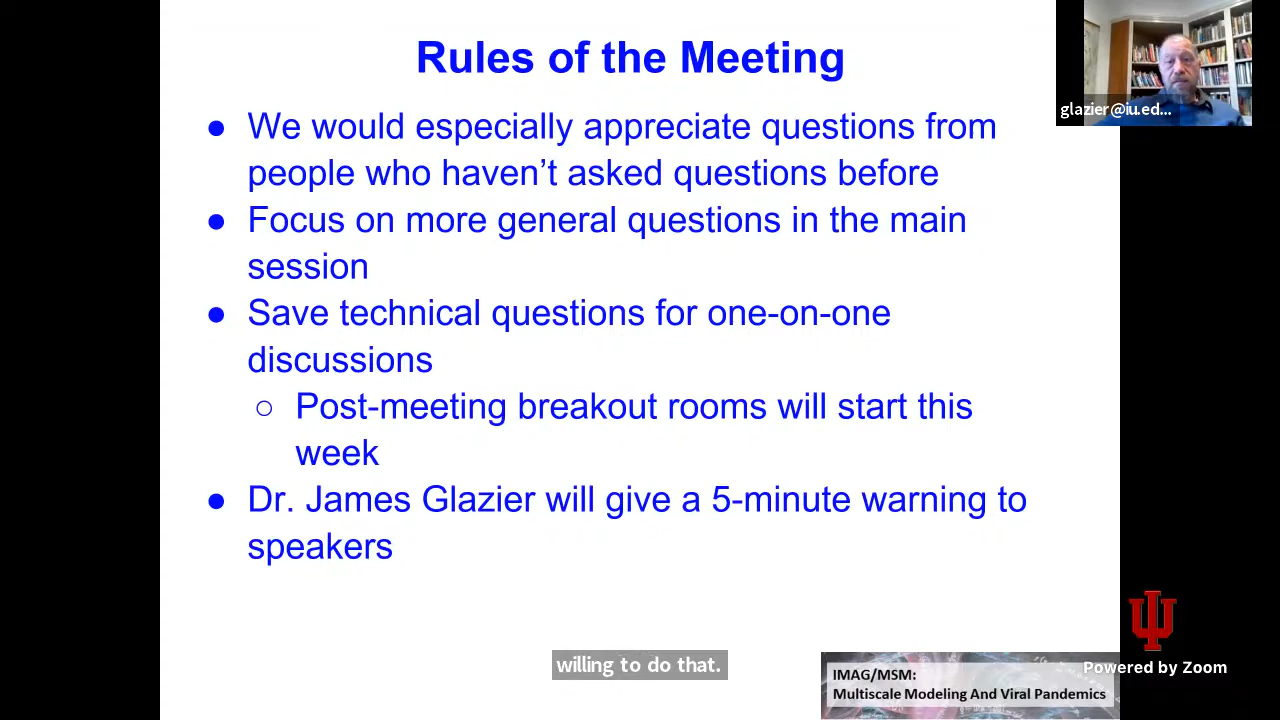 Rules of the Meeting
● We would especially appreciate questions from
people who haven't asked questions before
● Focus on more general questions in the main
session
● Save technical questions for one-on-one
discussions
○ Post-meeting breakout rooms will start this
week
● Dr. James Glazier will give a 5-minute warning to
speakers
glazier@iu.ed...
willing to do that.
IMAG/MSM:
Multiscale Modeling And Viral Pandemics
Powered by Zoom